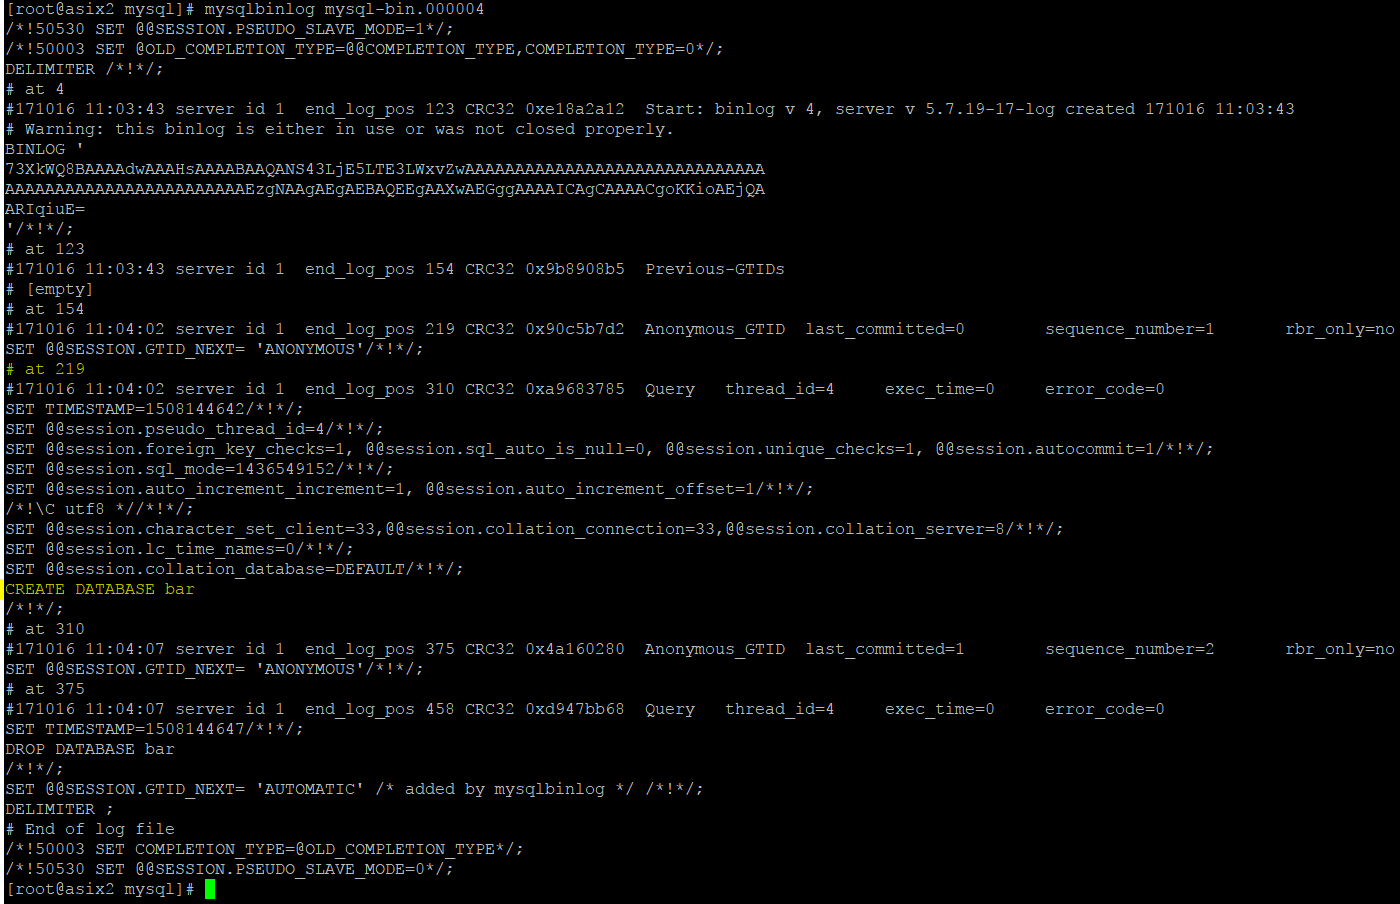 [root@asix2 mysql]# mysqlbinlog mysql-bin.000004
/*!50530 SET @@SESSION.PSEUDO_SLAVE_MODE=1*/;
/*!50003 SET @OLD_COMPLETION_TYPE=@@COMPLETION_TYPE,COMPLETION_TYPE=0*/;
DELIMITER /*!*/;
# at 4
#171016 11:03:43 server id 1  end_log_pos 123 CRC32 0xe18a2a12  Start: binlog v 4, server v 5.7.19-17-log created 171016 11:03:43
# Warning: this binlog is either in use or was not closed properly.
BINLOG '
73XkWQ8BAAAAdwAAAHsAAAABAAQANS43LjE5LTE3LWxvZwAAAAAAAAAAAAAAAAAAAAAAAAAAAAAA
AAAAAAAAAAAAAAAAAAAAAAAAEzgNAAgAEgAEBAQEEgAAXwAEGggAAAAICAgCAAAACgoKKioAEjQA
ARIqiuE=
'/*!*/;
# at 123
#171016 11:03:43 server id 1  end_log_pos 154 CRC32 0x9b8908b5  Previous-GTIDs
# [empty]
# at 154
#171016 11:04:02 server id 1  end_log_pos 219 CRC32 0x90c5b7d2  Anonymous_GTID  last_committed=0        sequence_number=1       rbr_only=no
SET @@SESSION.GTID_NEXT= 'ANONYMOUS'/*!*/;
# at 219
#171016 11:04:02 server id 1  end_log_pos 310 CRC32 0xa9683785  Query   thread_id=4     exec_time=0     error_code=0
SET TIMESTAMP=1508144642/*!*/;
SET @@session.pseudo_thread_id=4/*!*/;
SET @@session.foreign_key_checks=1, @@session.sql_auto_is_null=0, @@session.unique_checks=1, @@session.autocommit=1/*!*/;
SET @@session.sql_mode=1436549152/*!*/;
SET @@session.auto_increment_increment=1, @@session.auto_increment_offset=1/*!*/;
/*!\C utf8 *//*!*/;
SET @@session.character_set_client=33,@@session.collation_connection=33,@@session.collation_server=8/*!*/;
SET @@session.lc_time_names=0/*!*/;
SET @@session.collation_database=DEFAULT/*!*/;
CREATE DATABASE bar
/*!*/;
# at 310
#171016 11:04:07 server id 1  end_log_pos 375 CRC32 0x4a160280  Anonymous_GTID  last_committed=1        sequence_number=2       rbr_only=no
SET @@SESSION.GTID_NEXT= 'ANONYMOUS'/*!*/;
# at 375
#171016 11:04:07 server id 1  end_log_pos 458 CRC32 0xd947bb68  Query   thread_id=4     exec_time=0     error_code=0
SET TIMESTAMP=1508144647/*!*/;
DROP DATABASE bar
/*!*/;
SET @@SESSION.GTID_NEXT= 'AUTOMATIC' /* added by mysqlbinlog */ /*!*/;
DELIMITER ;
# End of log file
/*!50003 SET COMPLETION_TYPE=@OLD_COMPLETION_TYPE*/;
/*!50530 SET @@SESSION.PSEUDO_SLAVE_MODE=0*/;
[root@asix2 mysql]#